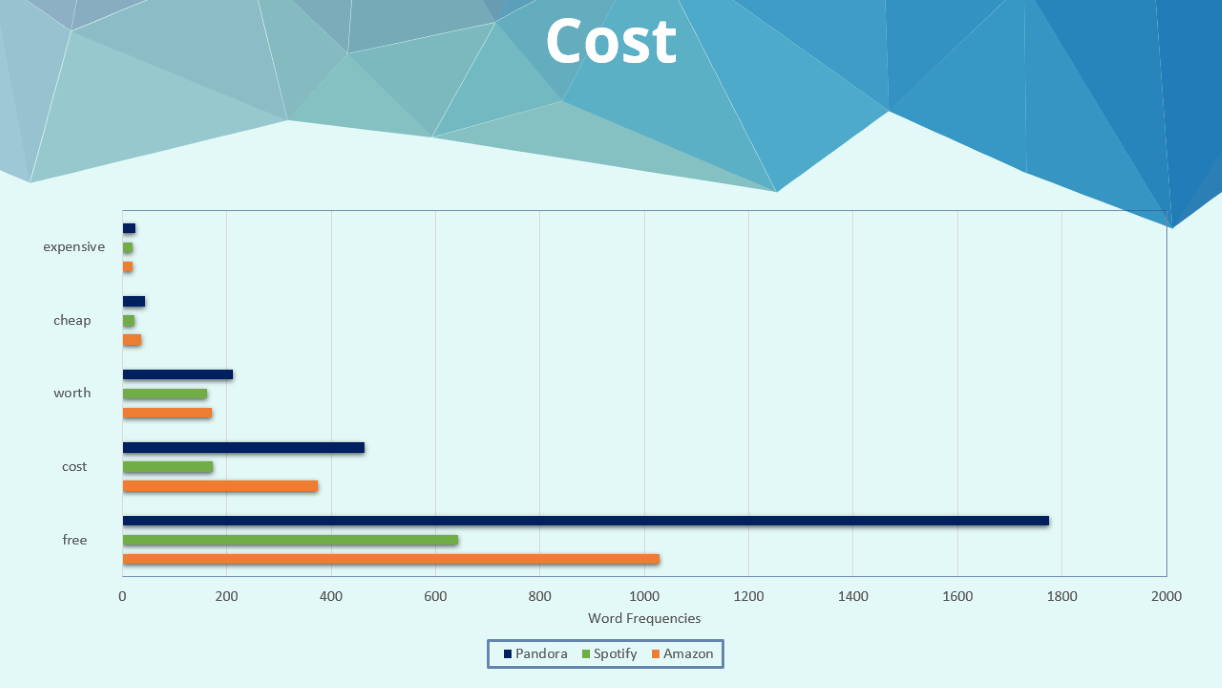 Cost
expensive
cheap
worth
cost
free
0 200 400 600 800 1000 1200 1400 1600 1800 2000
Word Frequencies
Pandora Spotify Amazon